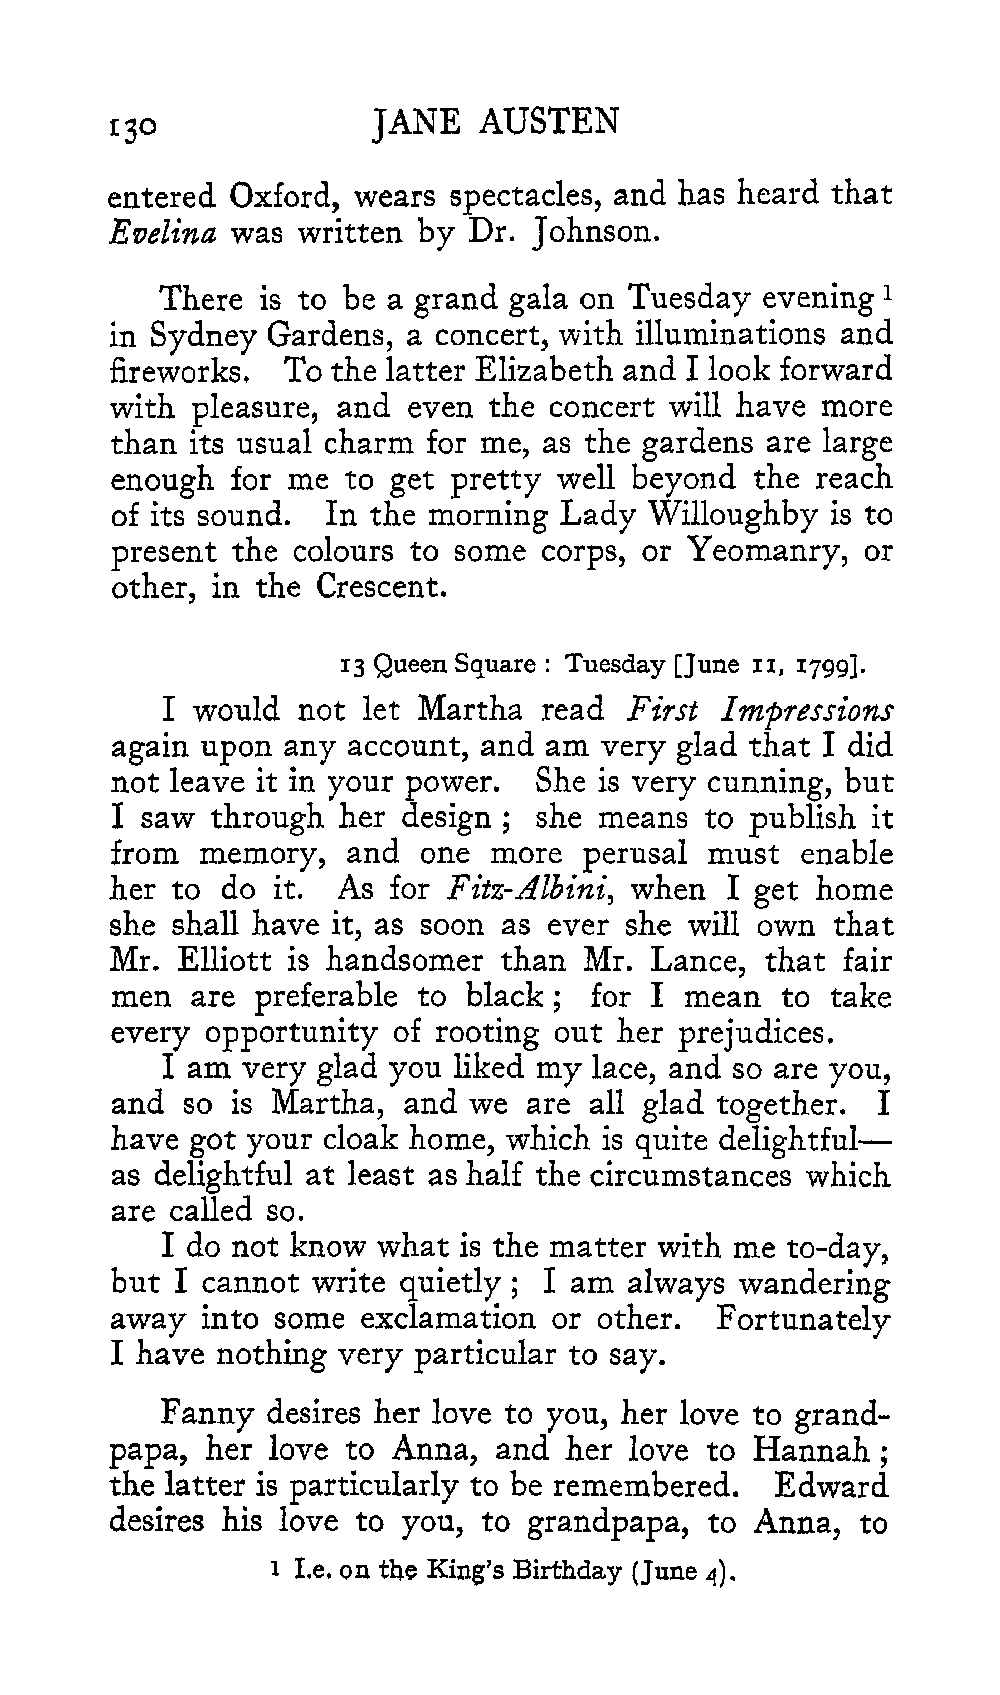 130 JANE AUSTEN
entered Oxford, wears spectacles, and has heard that
Evelina was written by Dr. Johnson.
There is to be a grand gala on Tuesday evening 1
in Sydney Gardens, a concert, with illuminations and
fireworks. To the latter Elizabeth and I look forward
with pleasure, and even the concert will have more
than its usual charm for me, as the gardens are large
enough for me to get pretty well beyond the reach
of its sound. In the morning Lady Willoughby is to
present the colours to some corps, or Yeomanry, or
other, in the Crescent.
13 Queen Square : Tuesday [June 11, 1799].
I would not let Martha read First Impressions
again upon any account, and am very glad that I did
not leave it in your power. She is very cunning, but
I saw through her design ; she means to publish it
from memory, and one more perusal must enable
her to do it. As for Fitz-Albini, when I get home
she shall have it, as soon as ever she will own that
Mr. Elliott is handsomer than Mr. Lance, that fair
men are preferable to black ; for I mean to take
every opportunity of rooting out her prejudices.
I am very glad you liked my lace, and so are you,
and so is Martha, and we are all glad together. I
have got your cloak home, which is quite delightful—
as delightful at least as half the circumstances which
are called so.
I do not know what is the matter with me to-day,
but I cannot write quietly ; I am always wandering
away into some exclamation or other. Fortunately
I have nothing very particular to say.
Fanny desires her love to you, her love to grand-
papa, her love to Anna, and her love to Hannah ;
the latter is particularly to be remembered. Edward
desires his love to you, to grandpapa, to Anna, to
1 I.e. on the King's Birthday (June 4).